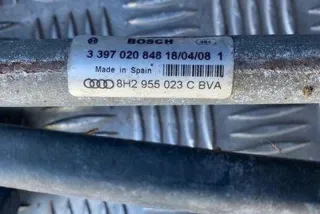 BOSCH
3 397 020 848 18/04/08 1
Made in Spain
8H2 955 023 C BVA